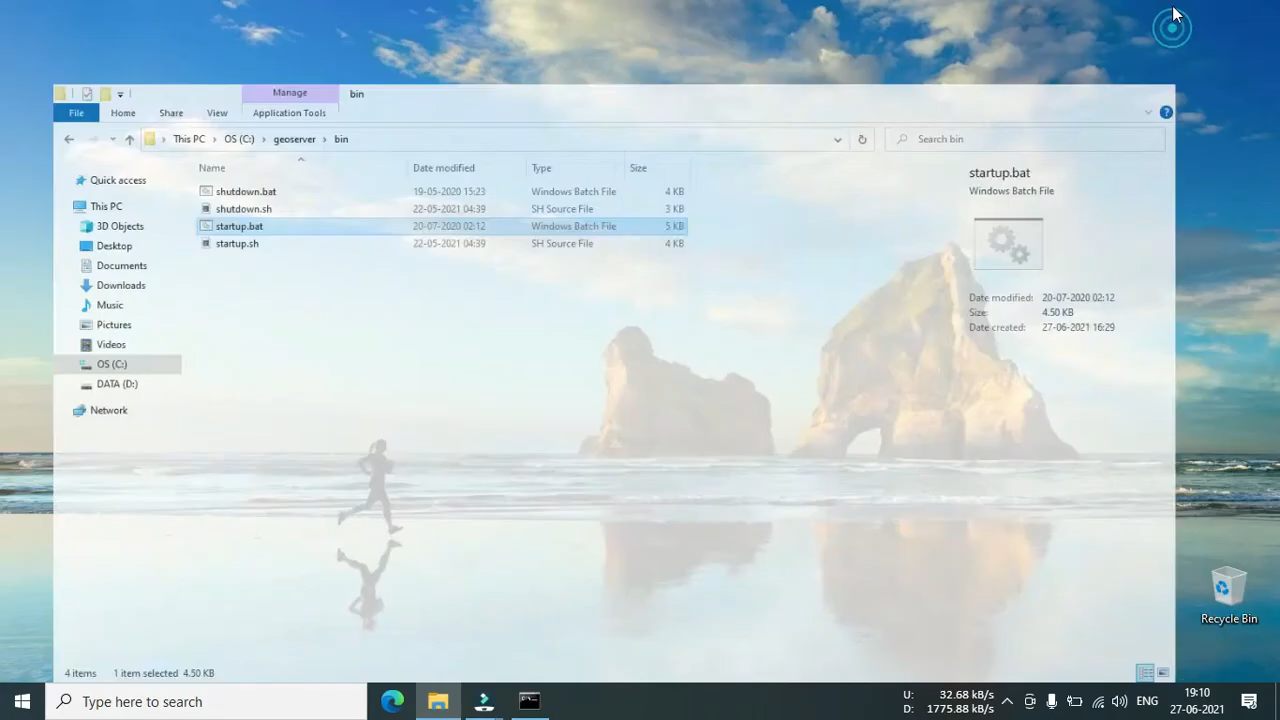 Manage
bin
File
Home
Share
View
Application Tools
This PC
OS (C:)
geoserver
bin
Search bin
Name
Date modified
Type
Size
shutdown.bat
19-05-2020 15:23
Windows Batch File
4 KB
shutdown.sh
22-05-2021 04:39
SH Source File
3 KB
startup.bat
20-07-2020 02:12
Windows Batch File
5 KB
startup.sh
22-05-2021 04:39
SH Source File
4 KB
Quick access
This PC
3D Objects
Desktop
Documents
Downloads
Music
Pictures
Videos
OS (C:)
DATA (D:)
Network
startup.bat
Windows Batch File
Date modified: 20-07-2020 02:12
Size: 4.50 KB
Date created: 27-06-2021 16:29
Recycle Bin
4 items
1 item selected 4.50 KB
Type here to search
U: 32.68 kB/s
D: 1775.88 kB/s
ENG
19:10
27-06-2021